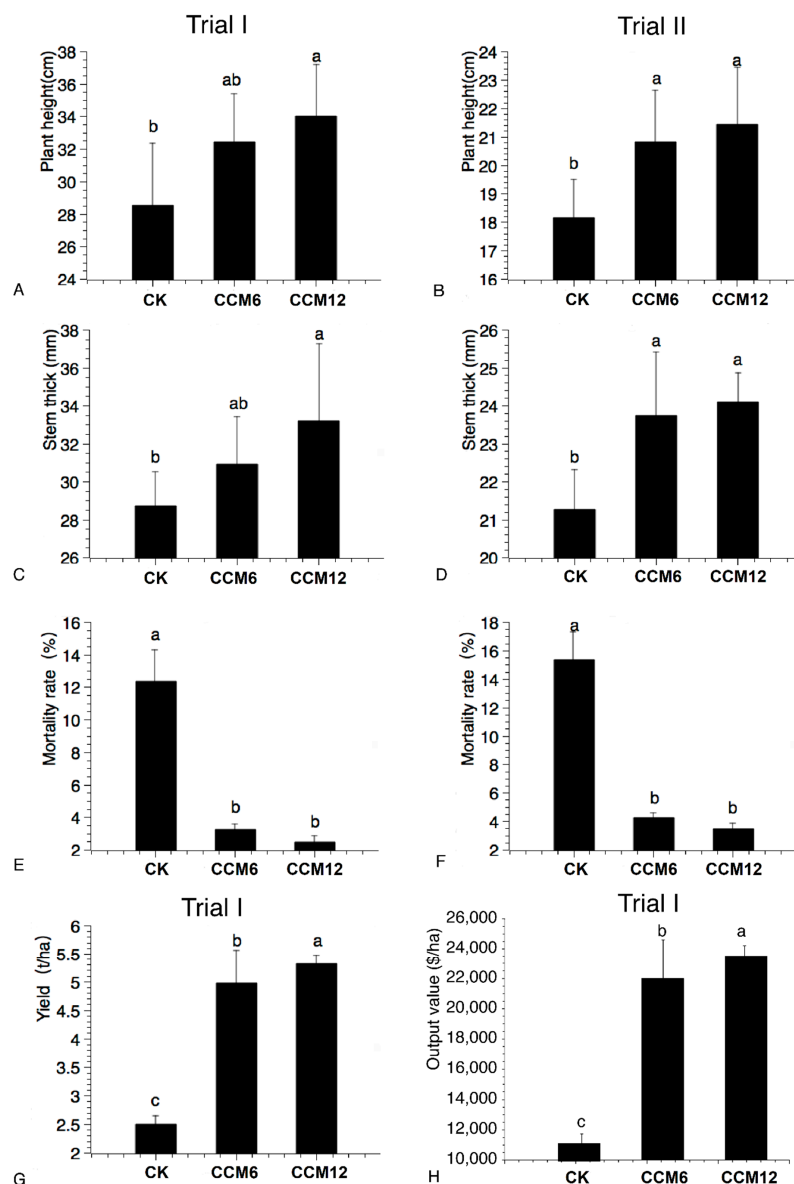 Trial I
Plant height(cm)
38
36
34
32
30
28
26
24
b
ab
a
CK CCM6 CCM12
A
Trial II
Plant height(cm)
24
23
22
21
20
19
18
17
16
b
a
a
CK CCM6 CCM12
B
Stem thick (mm)
38
36
34
32
30
28
26
b
ab
a
CK CCM6 CCM12
C
Stem thick (mm)
26
25
24
23
22
21
20
b
a
a
CK CCM6 CCM12
D
Mortality rate (%)
16
14
12
10
8
6
4
2
a
b
b
CK CCM6 CCM12
E
Mortality rate (%)
18
16
14
12
10
8
6
4
2
a
b
b
CK CCM6 CCM12
F
Trial I
Yield (t/ha)
6
5.5
5
4.5
4
3.5
3
2.5
2
c
b
a
CK CCM6 CCM12
G
Trial I
Output value ($/ha)
26,000
24,000
22,000
20,000
18,000
16,000
14,000
12,000
10,000
c
b
a
CK CCM6 CCM12
H